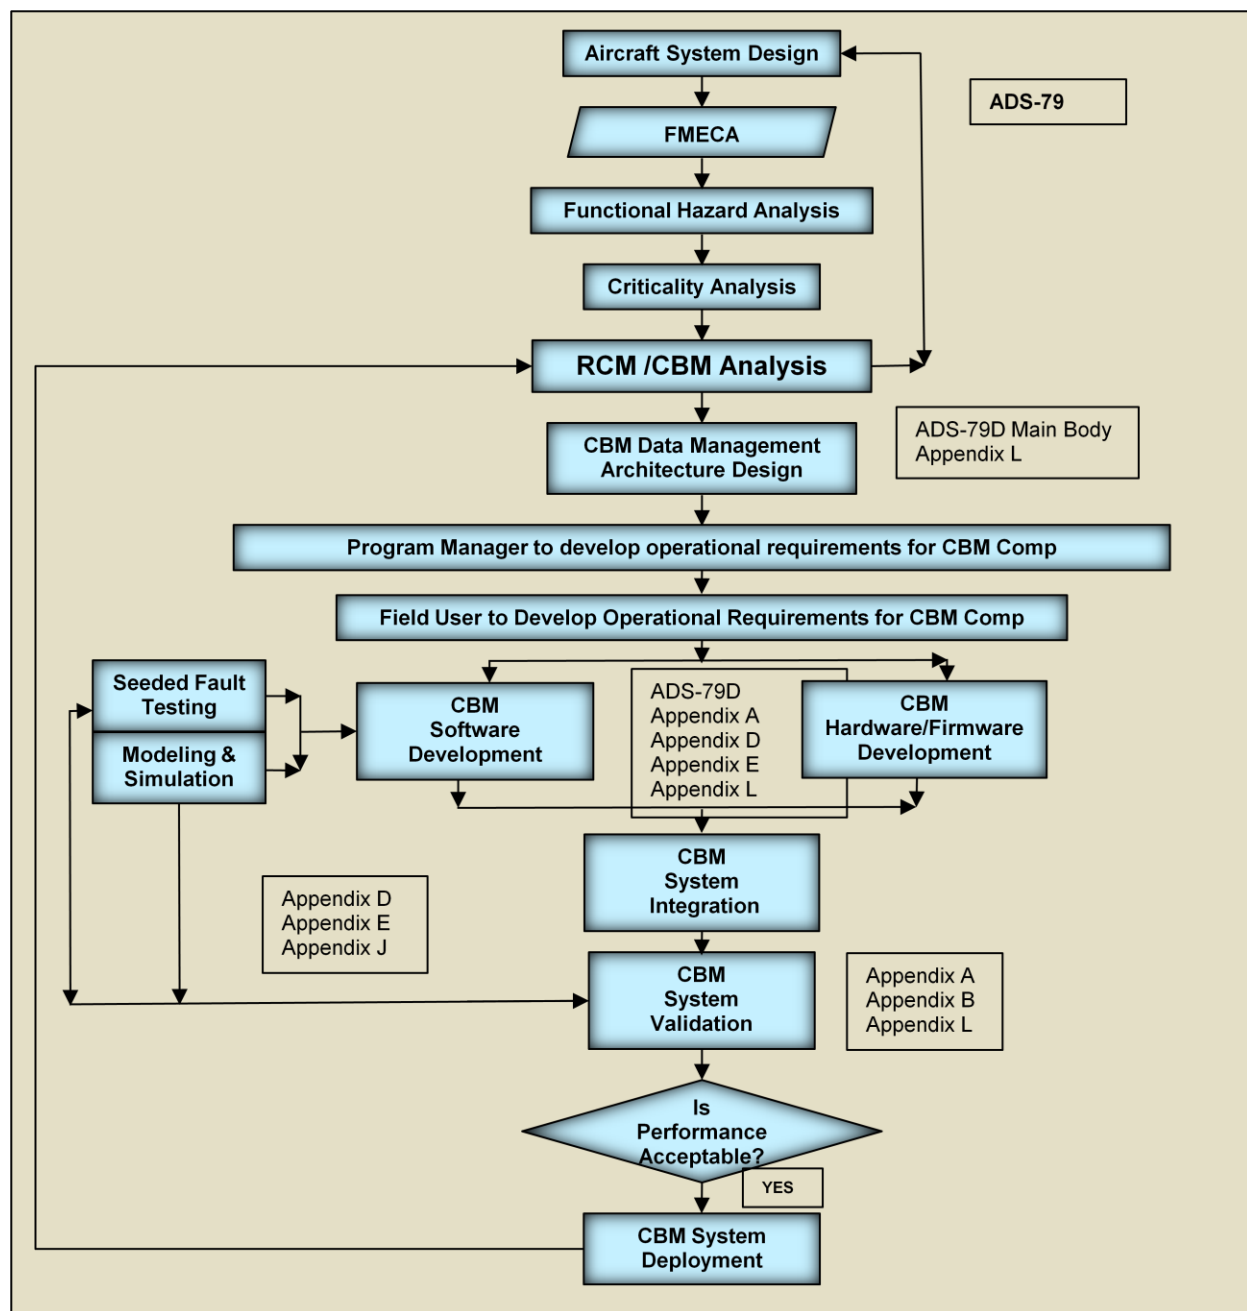 Aircraft System Design
ADS-79
FMECA
Functional Hazard Analysis
Criticality Analysis
RCM /CBM Analysis
ADS-79D Main Body
Appendix L
CBM Data Management
Architecture Design
Program Manager to develop operational requirements for CBM Comp
Field User to Develop Operational Requirements for CBM Comp
Seeded Fault
Testing
Modeling &
Simulation
CBM
Software
Development
ADS-79D
Appendix A
Appendix D
Appendix E
Appendix L
CBM
Hardware/Firmware
Development
CBM
System
Integration
Appendix D
Appendix E
Appendix J
CBM
System
Validation
Appendix A
Appendix B
Appendix L
Is
Performance
Acceptable?
YES
CBM System
Deployment